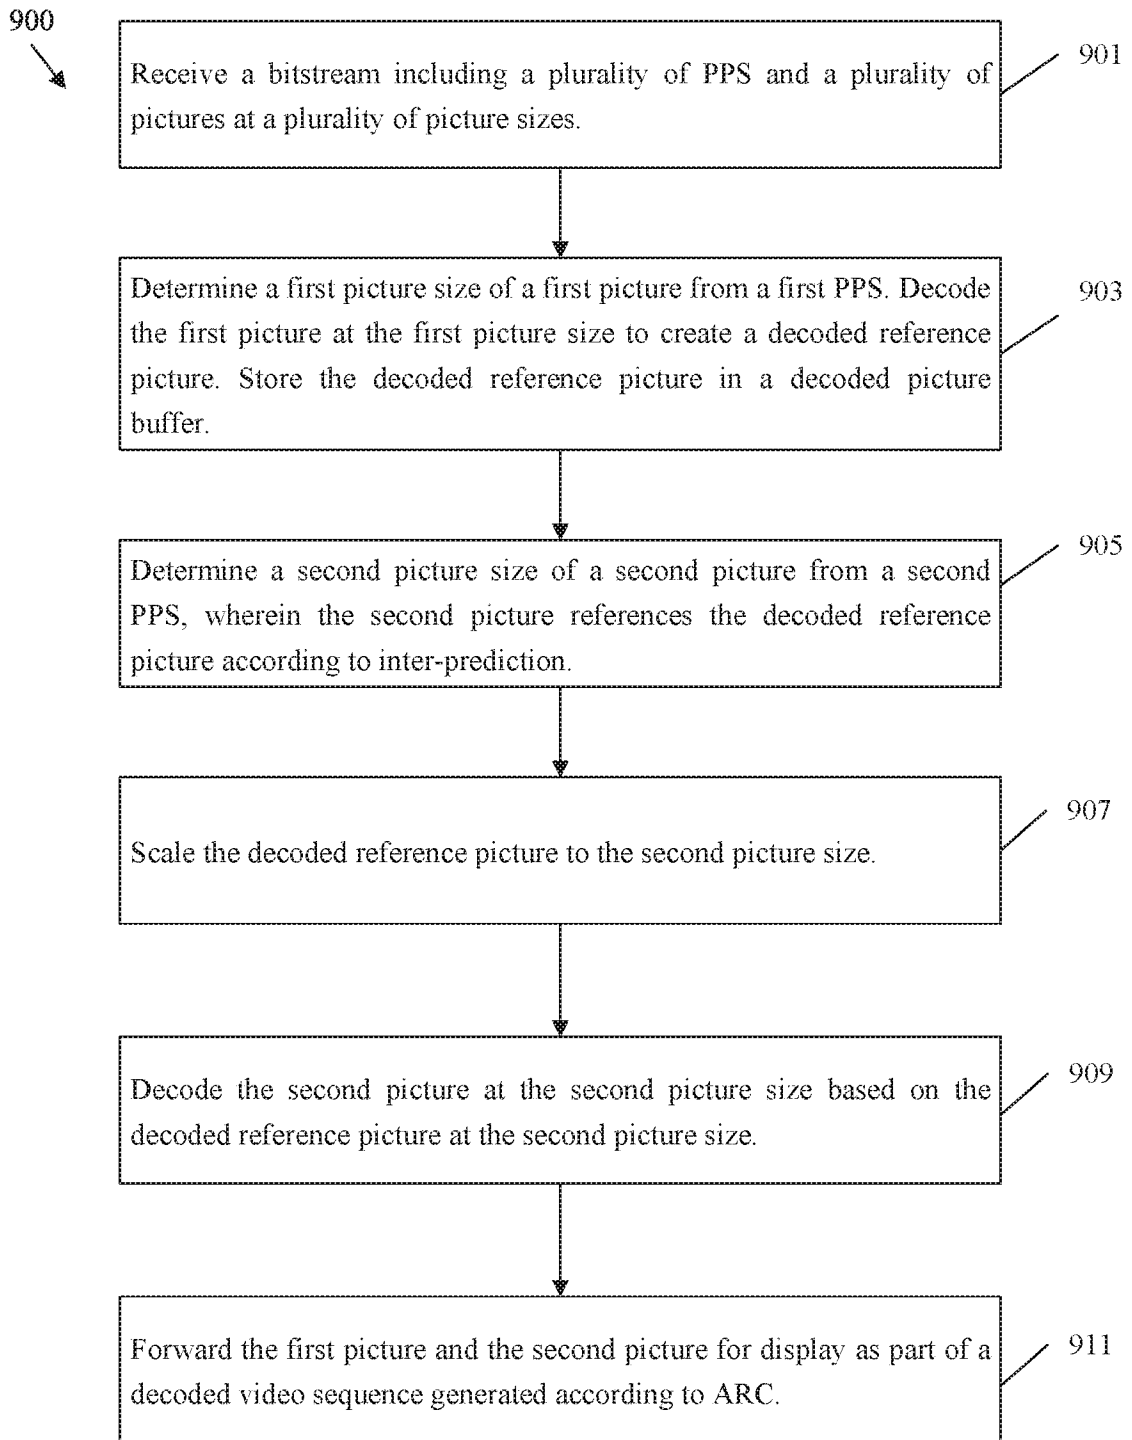 900
901
Receive a bitstream including a plurality of PPS and a plurality of
pictures at a plurality of picture sizes.
903
Determine a first picture size of a first picture from a first PPS. Decode
the first picture at the first picture size to create a decoded reference
picture. Store the decoded reference picture in a decoded picture
buffer.
905
Determine a second picture size of a second picture from a second
PPS, wherein the second picture references the decoded reference
picture according to inter-prediction.
907
Scale the decoded reference picture to the second picture size.
909
Decode the second picture at the second picture size based on the
decoded reference picture at the second picture size.
911
Forward the first picture and the second picture for display as part of a
decoded video sequence generated according to ARC.